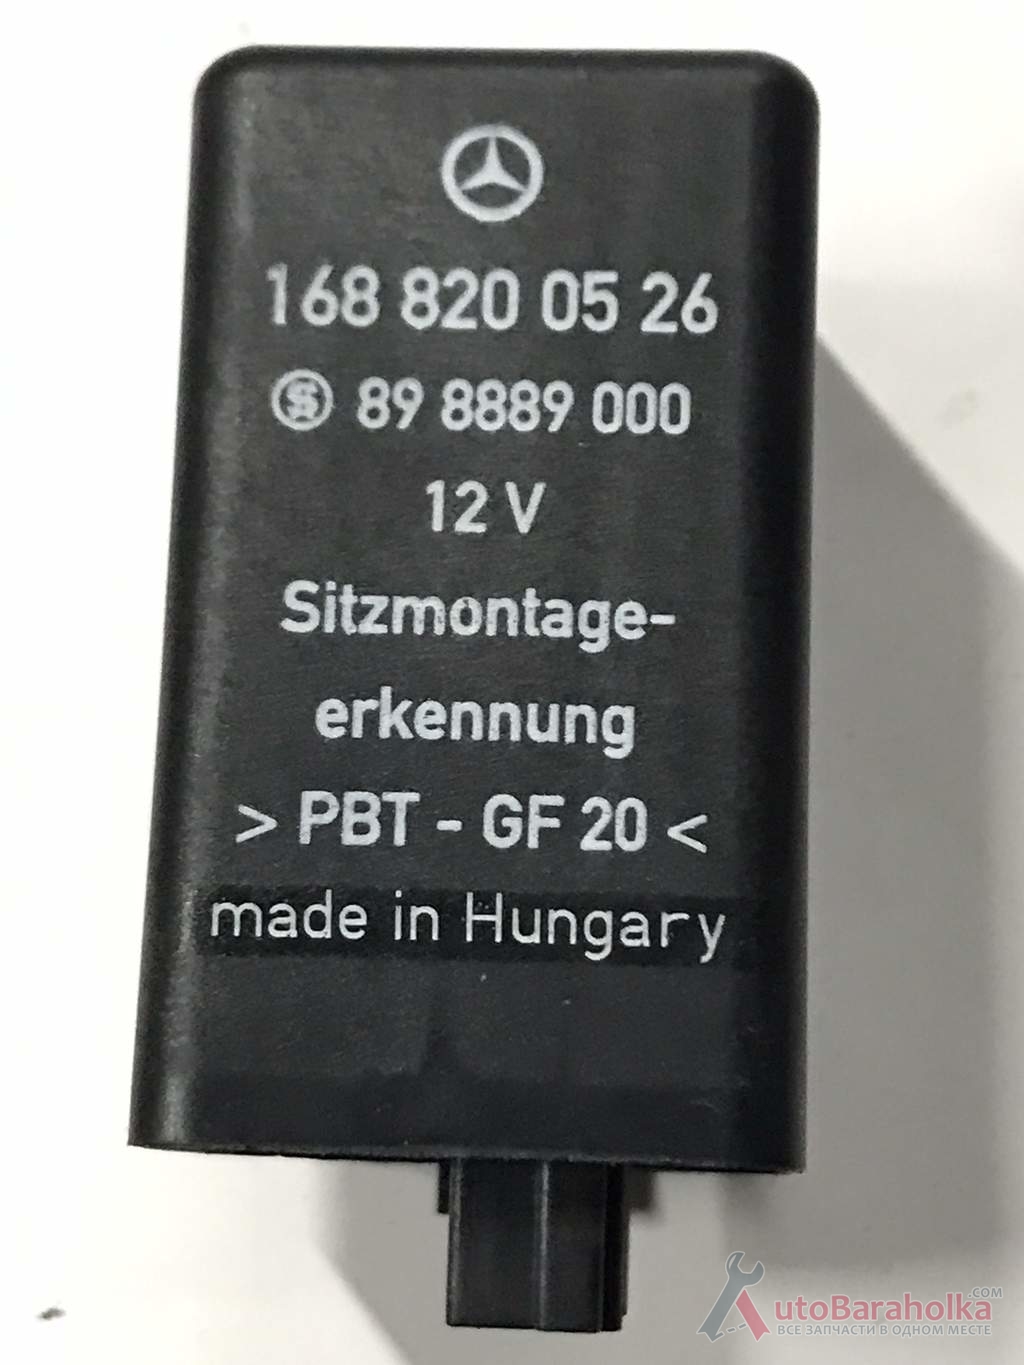 168 820 05 26
89 8889 000
12 V
Sitzmontage-
erkennung
> PBT - GF 20 <
made in Hungary
AutoBaraholka.com
ВСЕ ЗАПЧАСТИ В ОДНОМ МЕСТЕ